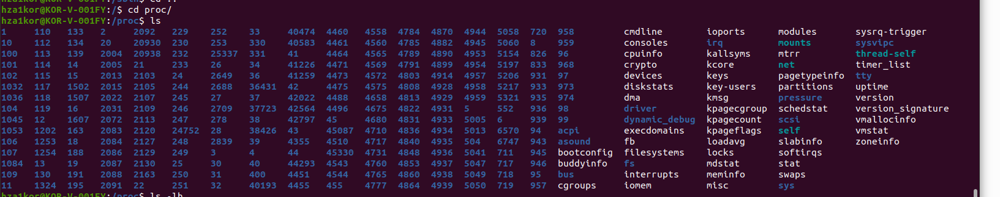 hza1kor@KOR-V-001FY:/$ cd proc/
hza1kor@KOR-V-001FY:/proc$ ls
1 110 133 2 2092 229 252 33 40474 4460 4558 4784 4870 4944 5058 720 958 cmdline ioports modules sysrq-trigger
10 112 134 20 20930 230 253 330 40583 4461 4560 4785 4882 4945 5060 8 959 consoles irq mounts sysvipc
100 113 139 2004 20938 232 25337 331 41 4464 4565 4789 4890 4953 5154 826 96 cpuinfo kallsyms mtrr thread-self
101 114 14 2005 21 233 26 34 41226 4471 4569 4791 4899 4954 5197 833 968 crypto kcore net timer_list
102 115 15 2013 2103 24 2649 36 41259 4473 4572 4803 4914 4957 5206 931 97 devices keys pagetypeinfo tty
1032 117 1502 2015 2105 244 2688 36431 42 4475 4575 4808 4928 4958 5217 933 973 diskstats key-users partitions uptime
1036 118 1507 2022 2107 245 27 37 42022 4488 4658 4813 4929 4959 5321 935 974 dma kmsg pressure version
104 119 16 2031 2109 246 2709 37723 42564 4496 4675 4822 4931 5 552 936 98 driver kpagecgroup schedstat version_signature
1045 12 1607 2072 2113 247 278 38 42797 45 4680 4831 4933 5005 6 939 99 dynamic_debug kpagecount scsi vmallocinfo
1053 1202 163 2083 2120 24752 28 38426 43 45087 4710 4836 4934 5013 6570 94 acpi execdomains kpageflags self vmstat
106 1253 18 2084 2127 248 2839 39 4355 4510 4717 4840 4935 504 6747 943 asound fb loadavg slabinfo zoneinfo
107 1254 188 2086 2129 249 3 4 44 45330 4731 4848 4936 5041 711 945 bootconfig filesystems locks softirqs
1084 13 19 2087 2130 25 30 40 44293 4543 4760 4853 4937 5047 717 946 buddyinfo fs mdstat stat
109 130 191 2088 2163 250 31 400 4451 4544 4765 4860 4938 5049 718 95 bus interrupts meminfo swaps
11 1324 195 2091 22 251 32 40193 4455 455 4777 4864 4939 5050 719 957 cgroups iomem misc sys
hza1kor@KOR-V-001FY:/proc$ ls -lh